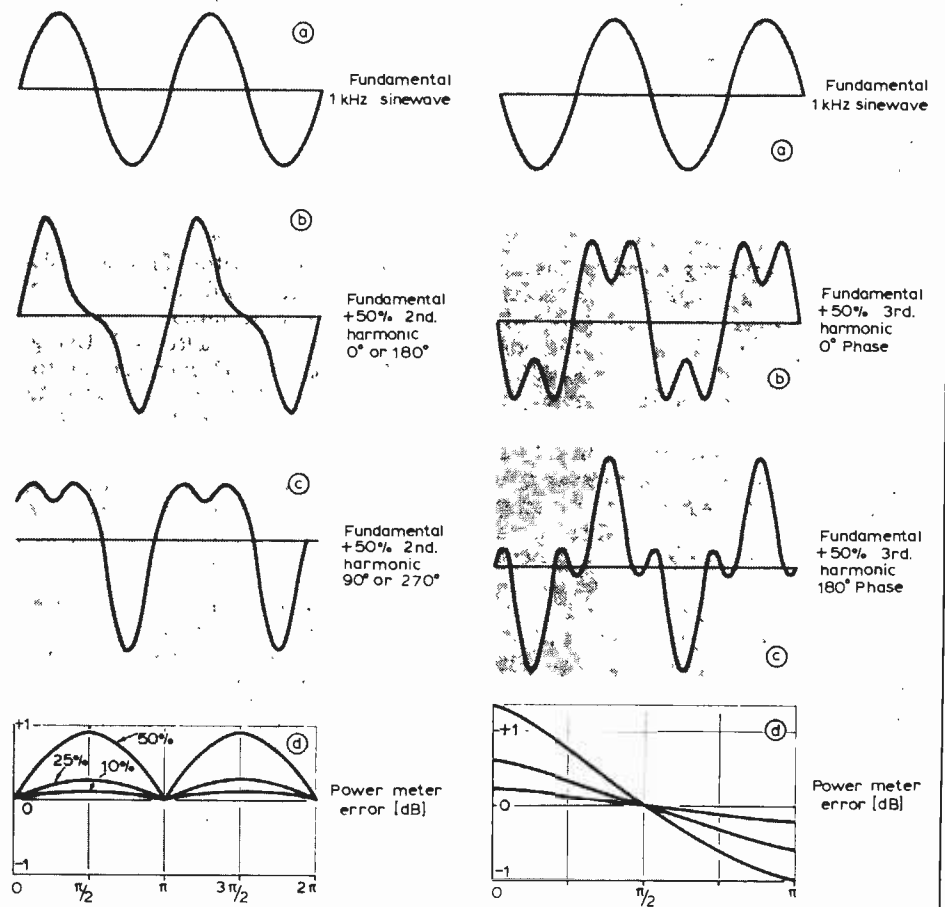 ⓐ
Fundamental
1 kHz sinewave
ⓑ
Fundamental
+50% 2nd.
harmonic
0° or 180°
ⓒ
Fundamental
+50% 2nd.
harmonic
90° or 270°
ⓓ
+1
50%
25%
10%
0
-1
0
π/2
π
3π/2
2π
Power meter
error [dB]
Fundamental
1 kHz sinewave
ⓐ
Fundamental
+50% 3rd.
harmonic
0° Phase
ⓑ
Fundamental
+50% 3rd.
harmonic
180° Phase
ⓒ
ⓓ
+1
0
-1
0
π/2
π
Power meter
error [dB]